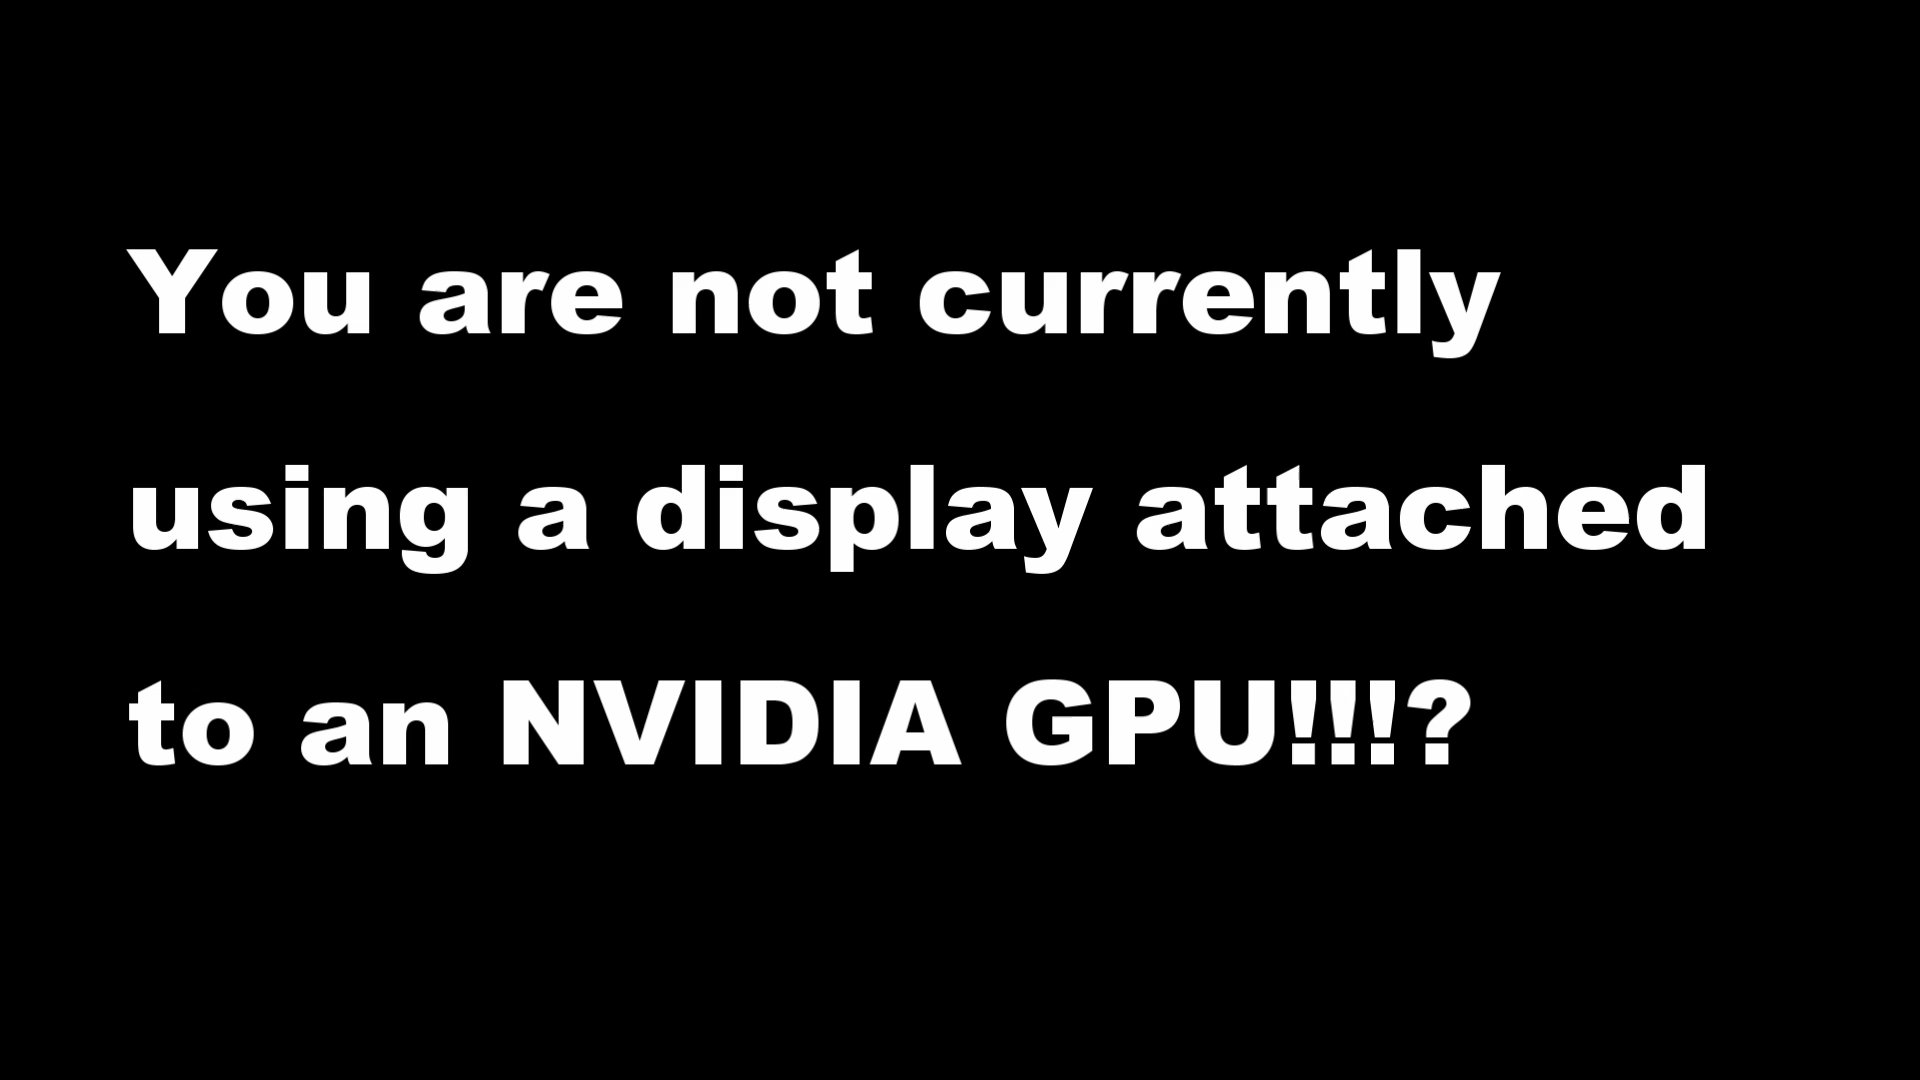 You are not currently
using a display attached
to an NVIDIA GPU!!!?